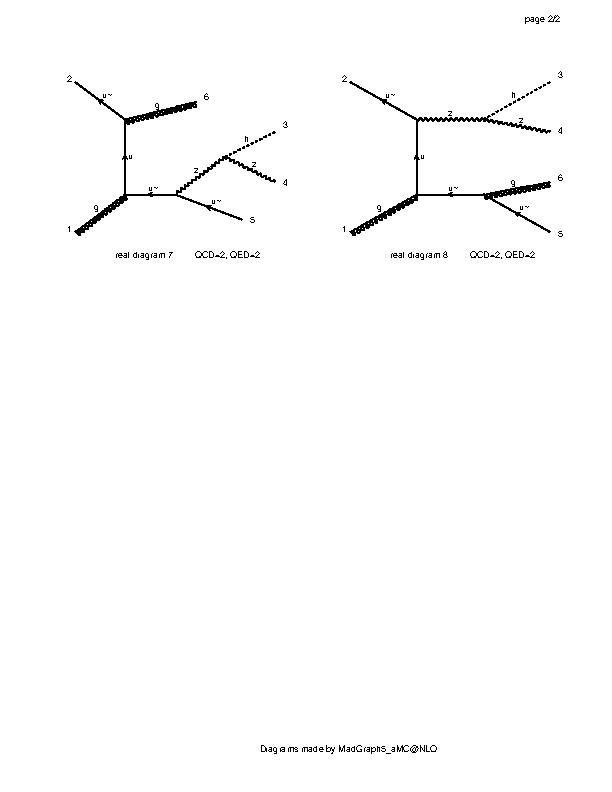 page 2/2
2
u~
g
6
u
h
3
z
z
4
g
u~
u~
5
1
real diagram 7 QCD=2, QED=2
2
u~
z
h
3
z
4
u
g
u~
g
6
u~
5
1
real diagram 8 QCD=2, QED=2
Diagrams made by MadGraph5_aMC@NLO